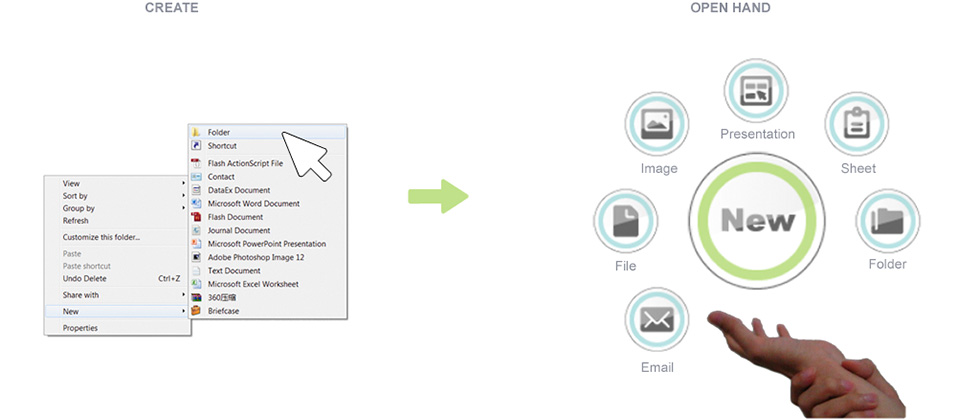 CREATE
OPEN HAND
Folder
Shortcut
Flash ActionScript File
Contact
DataEx Document
Microsoft Word Document
Flash Document
Journal Document
Microsoft PowerPoint Presentation
Adobe Photoshop Image 12
Text Document
Microsoft Excel Worksheet
360压缩
Briefcase
View
Sort by
Group by
Refresh
Customize this folder...
Paste
Paste shortcut
Undo Delete Ctrl+Z
Share with
New
Properties
Presentation
Image
Sheet
New
File
Folder
Email